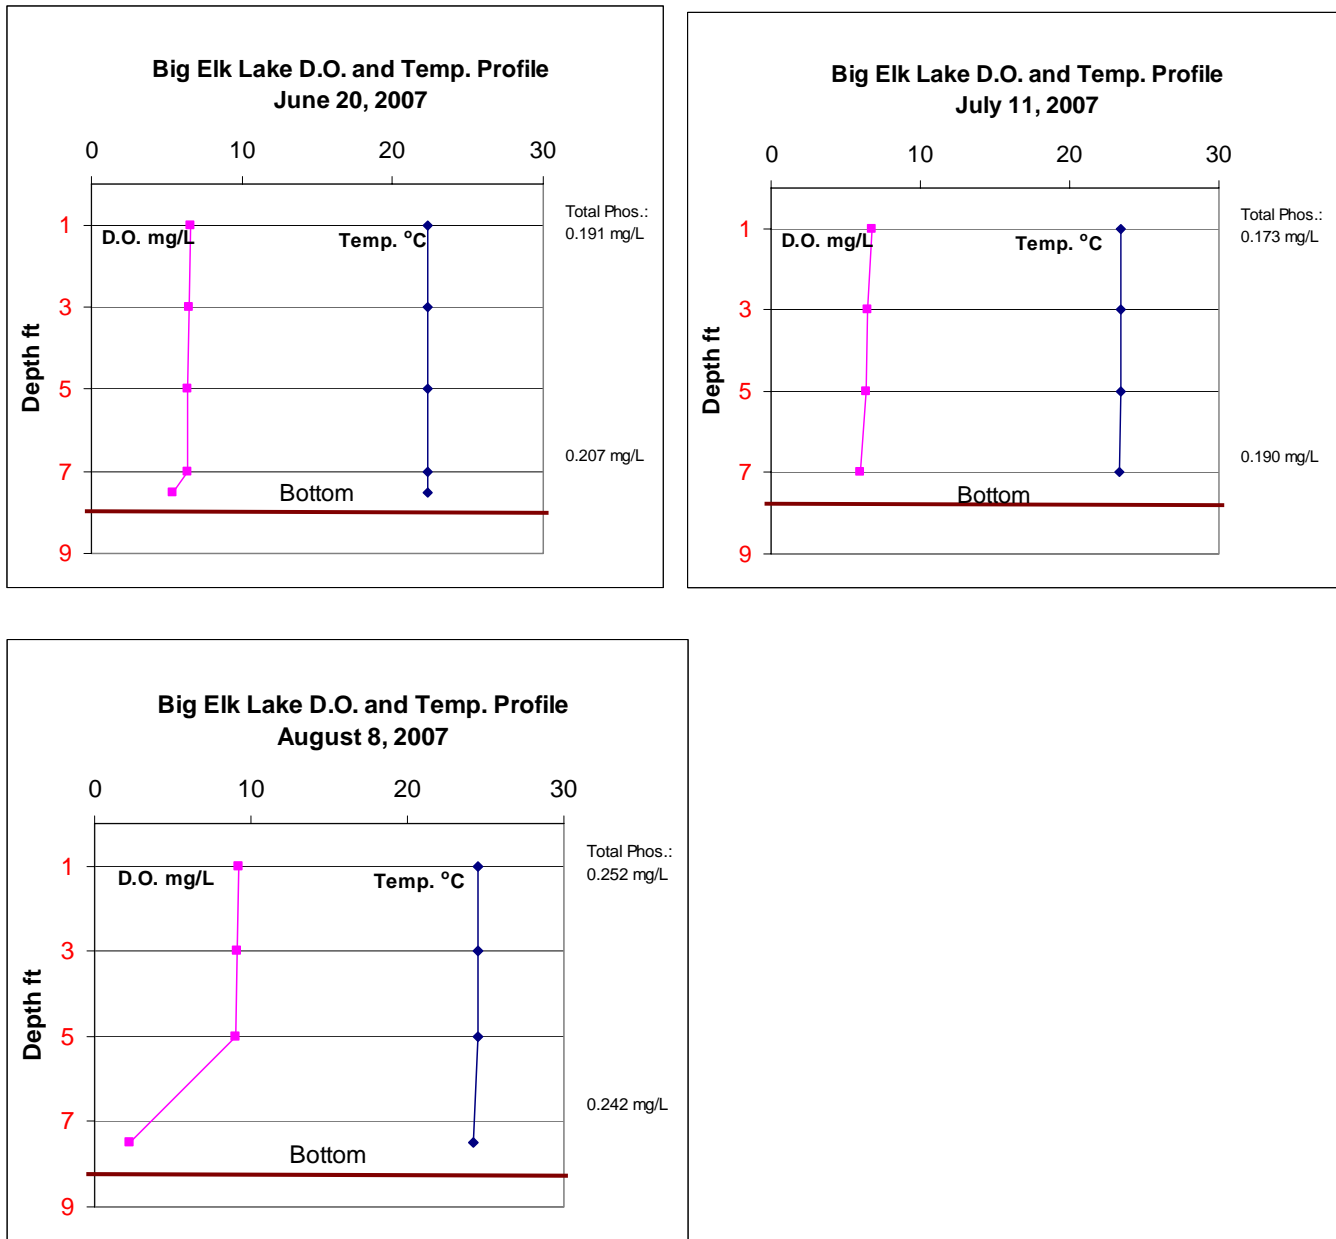 Big Elk Lake D.O. and Temp. Profile
June 20, 2007
0 10 20 30
Total Phos.:
0.191 mg/L
1
D.O. mg/L Temp. °C
3
Depth ft
5
7
0.207 mg/L
Bottom
9
Big Elk Lake D.O. and Temp. Profile
July 11, 2007
0 10 20 30
Total Phos.:
0.173 mg/L
1
D.O. mg/L Temp. °C
3
Depth ft
5
7
0.190 mg/L
Bottom
9
Big Elk Lake D.O. and Temp. Profile
August 8, 2007
0 10 20 30
Total Phos.:
0.252 mg/L
1
D.O. mg/L Temp. °C
3
Depth ft
5
7
0.242 mg/L
Bottom
9